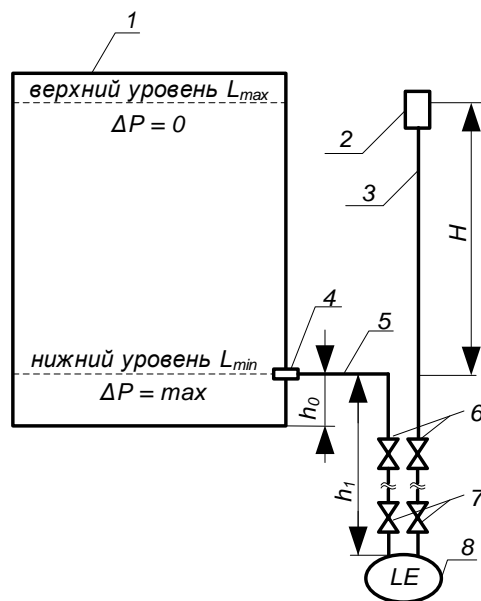 1
верхний уровень Lmax
ΔP = 0
2
3
H
4
5
нижний уровень Lmin
ΔP = max
h0
h1
6
7
8
LE